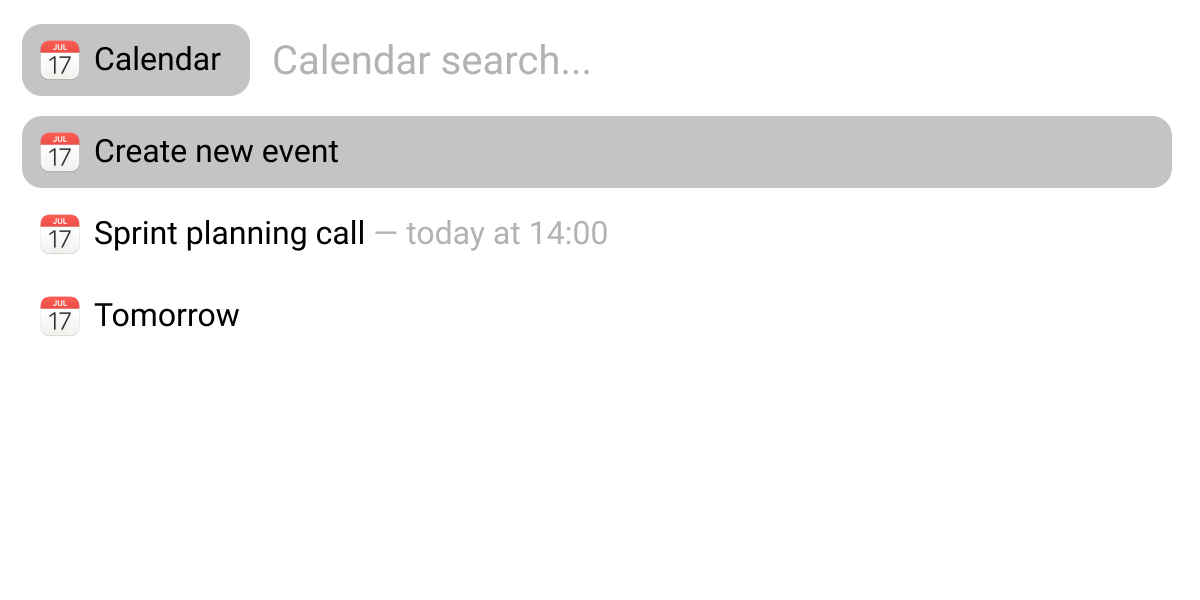 JUL 17 Calendar Calendar search...
JUL 17 Create new event
JUL 17 Sprint planning call — today at 14:00
JUL 17 Tomorrow